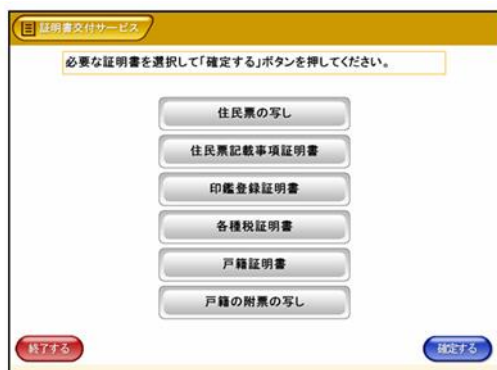 証明書交付サービス
必要な証明書を選択して「確定する」ボタンを押してください。
住民票の写し
住民票記載事項証明書
印鑑登録証明書
各種税証明書
戸籍証明書
戸籍の附票の写し
終了する
確定する